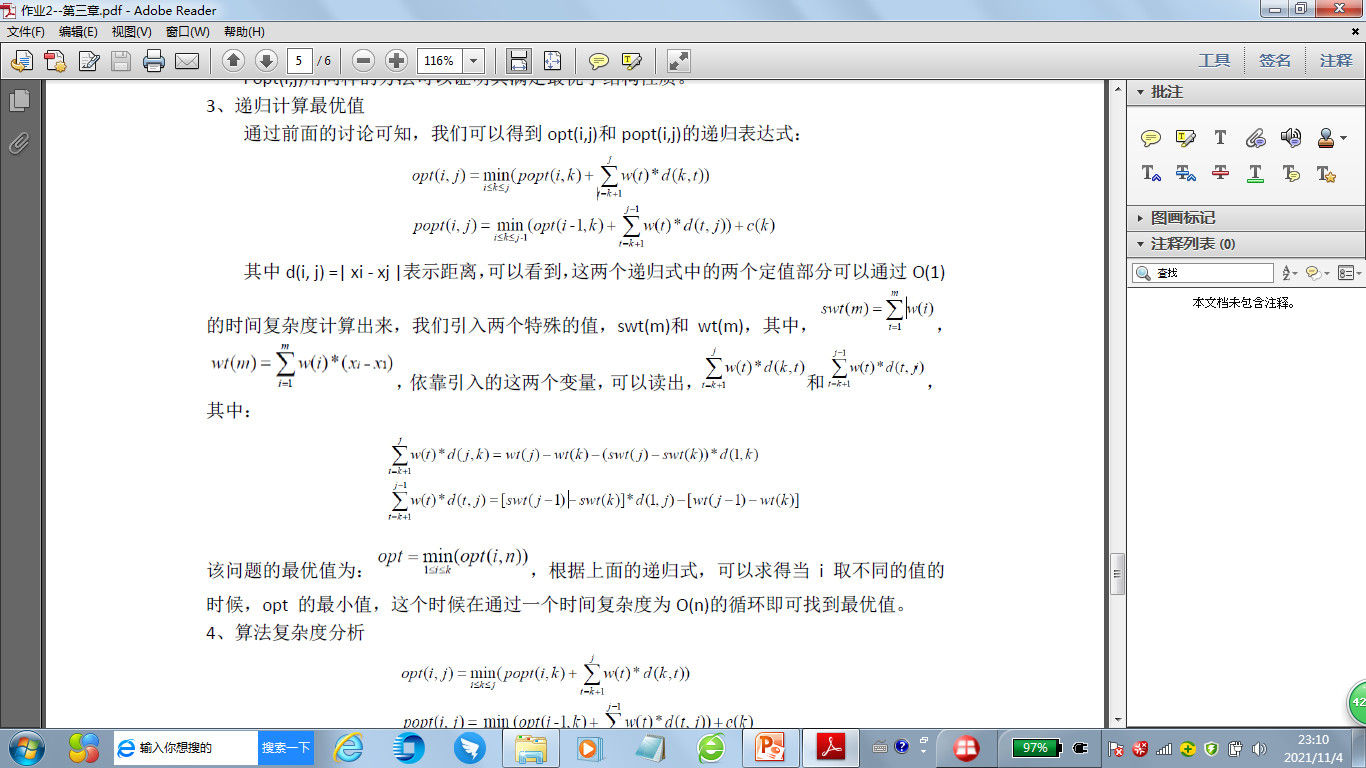 作业2--第三章.pdf - Adobe Reader
文件(F) 编辑(E) 视图(V) 窗口(W) 帮助(H)
5 / 6 116% 工具 签名 注释
3、递归计算最优值
通过前面的讨论可知，我们可以得到 opt(i,j)和 popt(i,j)的递归表达式：
opt(i, j) = min_{i≤k≤j}(popt(i,k) + ∑_{t=k+1}^{j} w(t)*d(k,t))
popt(i, j) = min_{i≤k≤j-1}(opt(i-1,k) + ∑_{t=k+1}^{j-1} w(t)*d(t, j)) + c(k)
其中 d(i, j) =| xi - xj |表示距离，可以看到，这两个递归式中的两个定值部分可以通过 O(1)
的时间复杂度计算出来，我们引入两个特殊的值，swt(m)和 wt(m)，其中， swt(m) = ∑_{t=1}^{m} w(i) ，
wt(m) = ∑_{i=1}^{m} w(i)*(xi - x1) ，依靠引入的这两个变量，可以读出， ∑_{t=k+1}^{j} w(t)*d(k,t) 和 ∑_{t=k+1}^{j-1} w(t)*d(t, j) ，
其中：
∑_{t=k+1}^{j} w(t)*d(j,k) = wt(j) – wt(k) – (swt(j) – swt(k))*d(1,k)
∑_{t=k+1}^{j-1} w(t)*d(t, j) = [swt(j–1) – swt(k)]*d(1, j) – [wt(j–1) – wt(k)]
该问题的最优值为： opt = min_{1≤i≤k}(opt(i,n)) ，根据上面的递归式，可以求得当 i 取不同的值的
时候，opt 的最小值，这个时候在通过一个时间复杂度为 O(n)的循环即可找到最优值。
4、算法复杂度分析
opt(i, j) = min_{i≤k≤j}(popt(i,k) + ∑_{t=k+1}^{j} w(t)*d(k,t))
popt(i, j) = min (opt(i-1,k) + ∑^{j-1} w(t)*d(t, j)) + c(k)
批注
图画标记
注释列表 (0)
查找
本文档未包含注释。
输入你想搜的 搜索一下
97%
23:10
2021/11/4
42